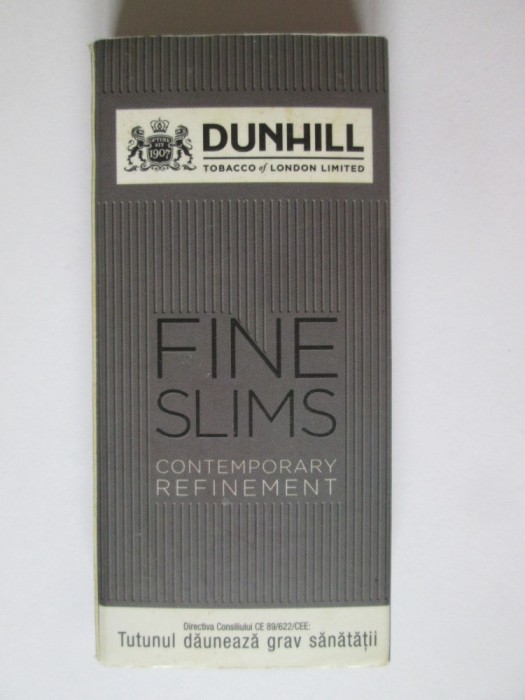 1907
DUNHILL
TOBACCO of LONDON LIMITED
FINE
SLIMS
CONTEMPORARY
REFINEMENT
Directiva Consiliului CE 89/622/CEE:
Tutunul dăunează grav sănătății